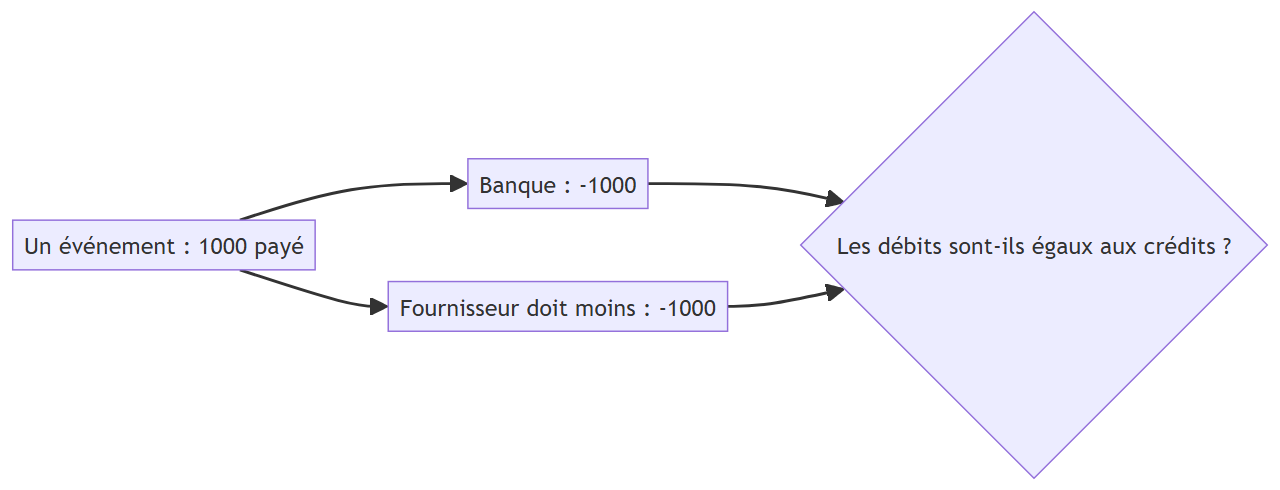 Un événement : 1000 payé
Banque : -1000
Fournisseur doit moins : -1000
Les débits sont-ils égaux aux crédits ?